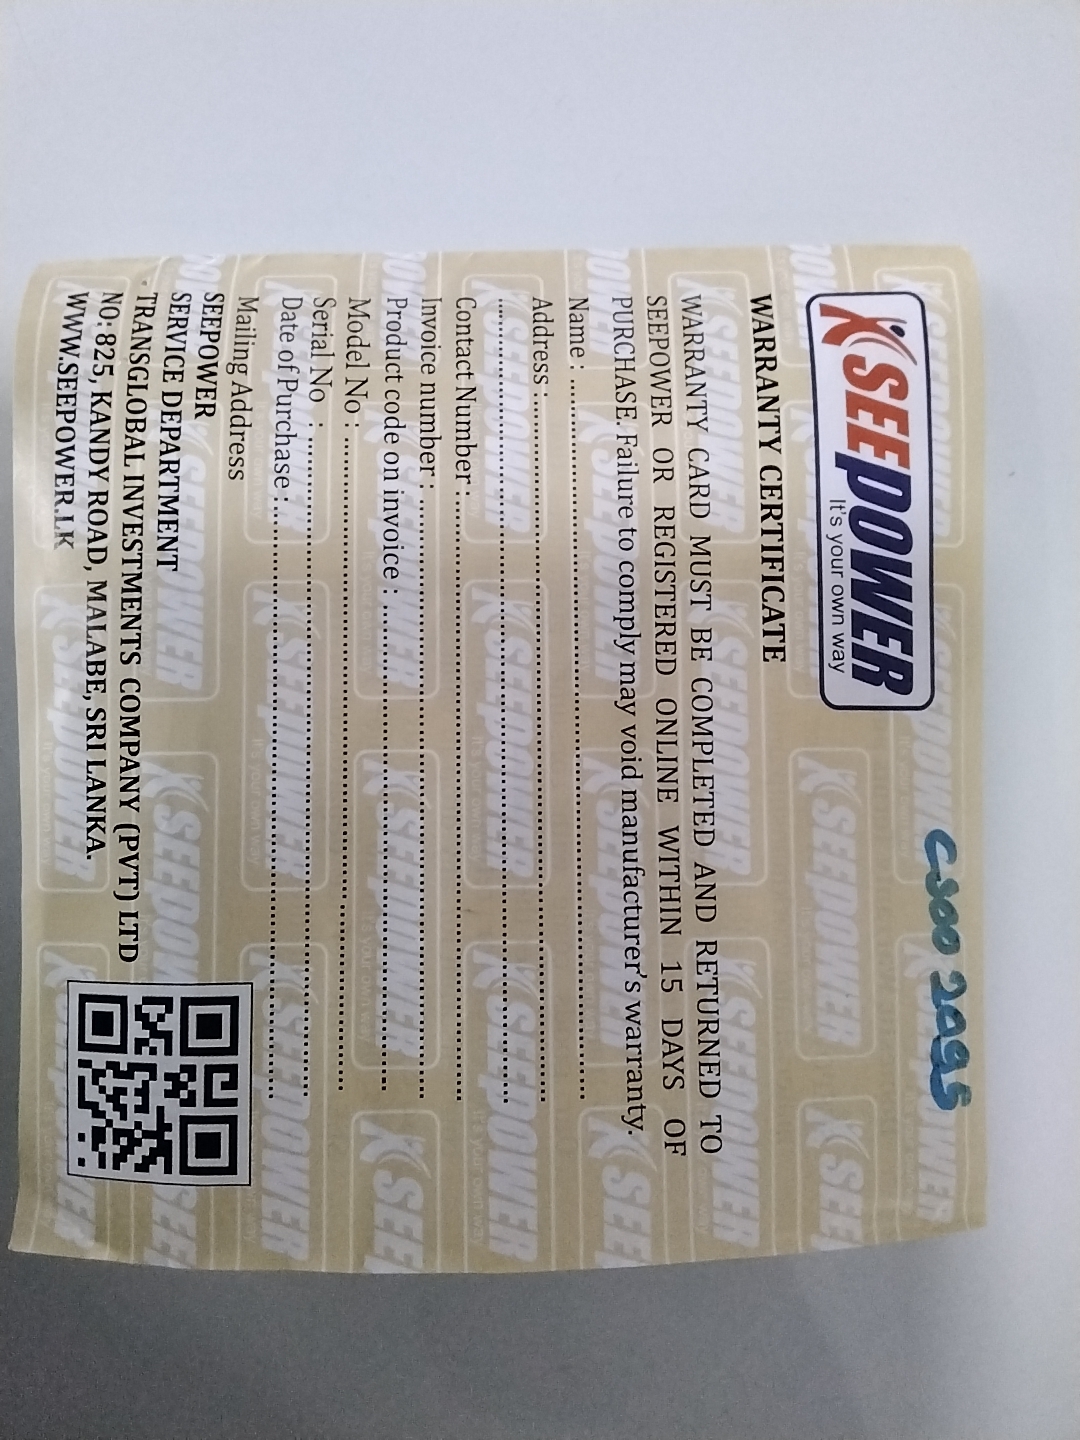 C500 2095
SEEPOWER
It's your own way
WARRANTY CERTIFICATE
WARRANTY CARD MUST BE COMPLETED AND RETURNED TO
SEEPOWER OR REGISTERED ONLINE WITHIN 15 DAYS OF
PURCHASE. Failure to comply may void manufacturer's warranty.
Name : ................................................................
Address : ................................................................
................................................................
Contact Number : ................................................................
Invoice number : ................................................................
Product code on invoice : ................................................................
Model No : ................................................................
Serial No : ................................................................
Date of Purchase : ................................................................
Mailing Address
SEEPOWER
SERVICE DEPARTMENT
TRANSGLOBAL INVESTMENTS COMPANY (PVT) LTD
NO: 825, KANDY ROAD, MALABE, SRI LANKA.
WWW.SEEPOWER.LK